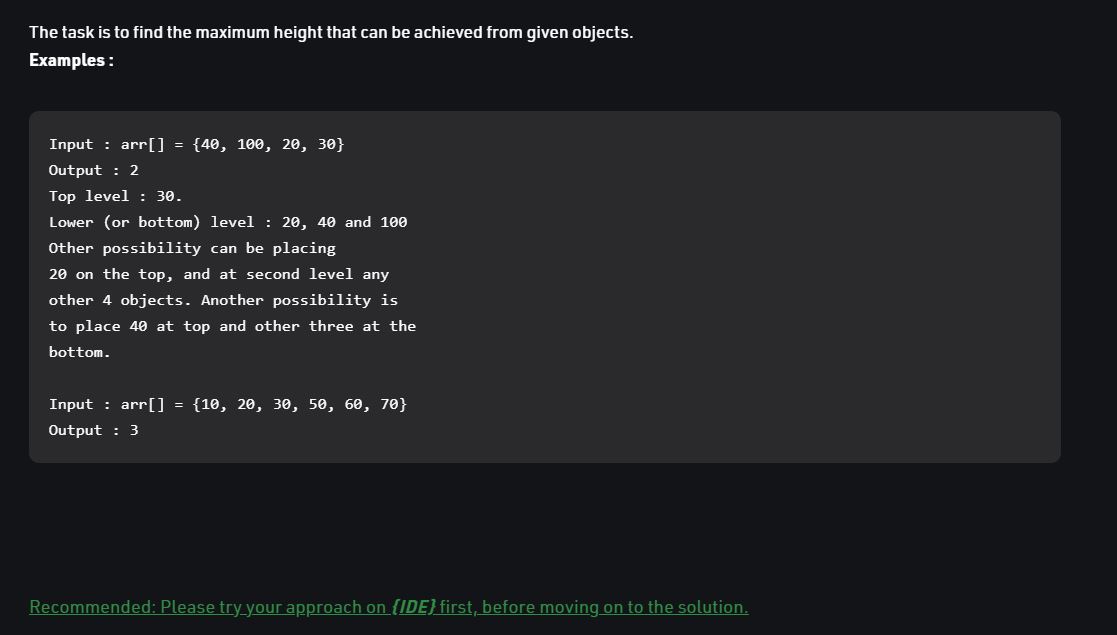 The task is to find the maximum height that can be achieved from given objects.
Examples :
Input : arr[] = {40, 100, 20, 30}
Output : 2
Top level : 30.
Lower (or bottom) level : 20, 40 and 100
Other possibility can be placing
20 on the top, and at second level any
other 4 objects. Another possibility is
to place 40 at top and other three at the
bottom.
Input : arr[] = {10, 20, 30, 50, 60, 70}
Output : 3
Recommended: Please try your approach on {IDE} first, before moving on to the solution.